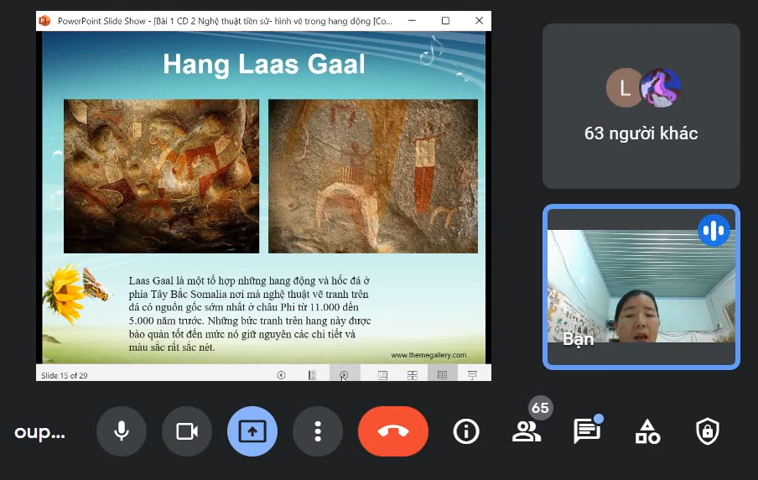 PowerPoint Slide Show - [Bài 1 CD 2 Nghệ thuật tiền sử- hình vẽ trong hang động [Co...
Hang Laas Gaal
Laas Gaal là một tổ hợp những hang động và hốc đá ở
phía Tây Bắc Somalia nơi mà nghệ thuật vẽ tranh trên
đá có nguồn gốc sớm nhất ở châu Phi từ 11.000 đến
5.000 năm trước. Những bức tranh trên hang này được
bảo quản tốt đến mức nó giữ nguyên các chi tiết và
màu sắc rất sắc nét.
www.themegallery.com
Slide 15 of 29
L
63 người khác
Bạn
oup...
65